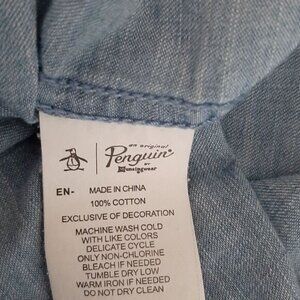 an original
Penguin®
BY Munsingwear
EN- MADE IN CHINA
100% COTTON
EXCLUSIVE OF DECORATION
MACHINE WASH COLD
WITH LIKE COLORS
DELICATE CYCLE
ONLY NON-CHLORINE
BLEACH IF NEEDED
TUMBLE DRY LOW
WARM IRON IF NEEDED
DO NOT DRY CLEAN